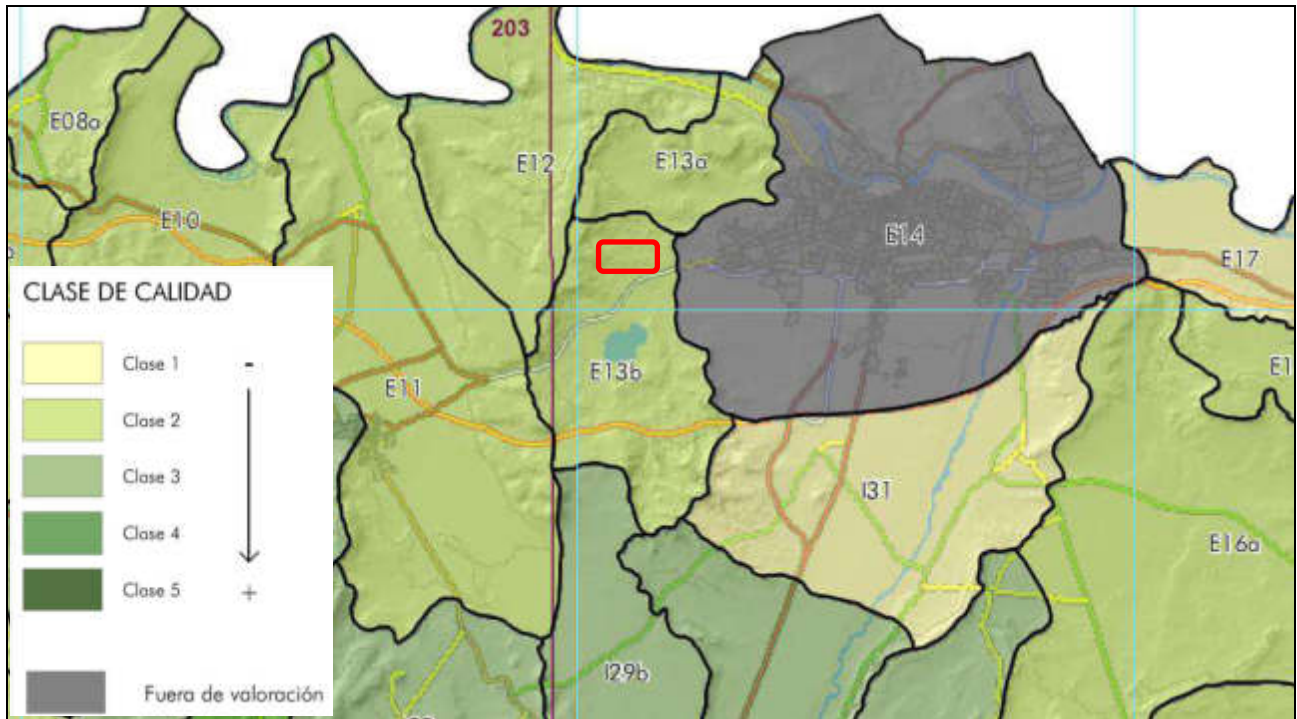 203
E08a
E12
E13a
E10
E14
E17
CLASE DE CALIDAD
Clase 1 -
Clase 2
Clase 3
Clase 4
Clase 5 +
Fuera de valoración
E11
E13b
E1
I31
E16a
I29b